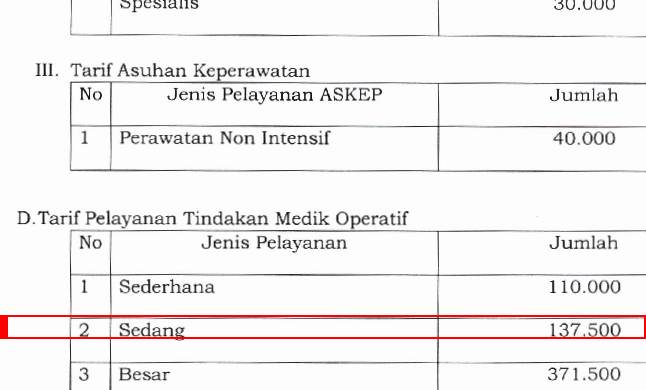 Spesialis 30.000
III. Tarif Asuhan Keperawatan
No Jenis Pelayanan ASKEP Jumlah
1 Perawatan Non Intensif 40.000
D.Tarif Pelayanan Tindakan Medik Operatif
No Jenis Pelayanan Jumlah
1 Sederhana 110.000
2 Sedang 137.500
3 Besar 371.500